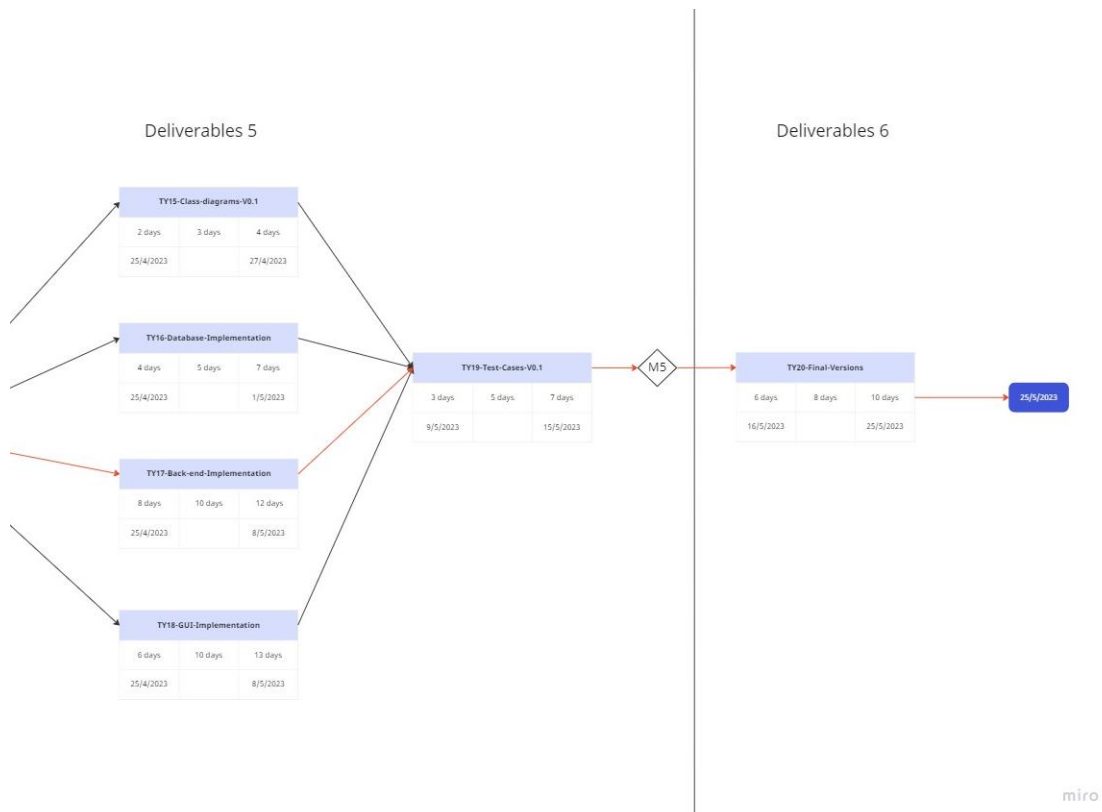 Deliverables 5
Deliverables 6
TY15-Class-diagrams-V0.1
2 days 3 days 4 days
25/4/2023 27/4/2023
TY16-Database-Implementation
4 days 5 days 7 days
25/4/2023 1/5/2023
TY17-Back-end-Implementation
8 days 10 days 12 days
25/4/2023 8/5/2023
TY18-GUI-Implementation
6 days 10 days 13 days
25/4/2023 8/5/2023
TY19-Test-Cases-V0.1
3 days 5 days 7 days
9/5/2023 15/5/2023
M5
TY20-Final-Versions
6 days 8 days 10 days
16/5/2023 25/5/2023
25/5/2023
miro